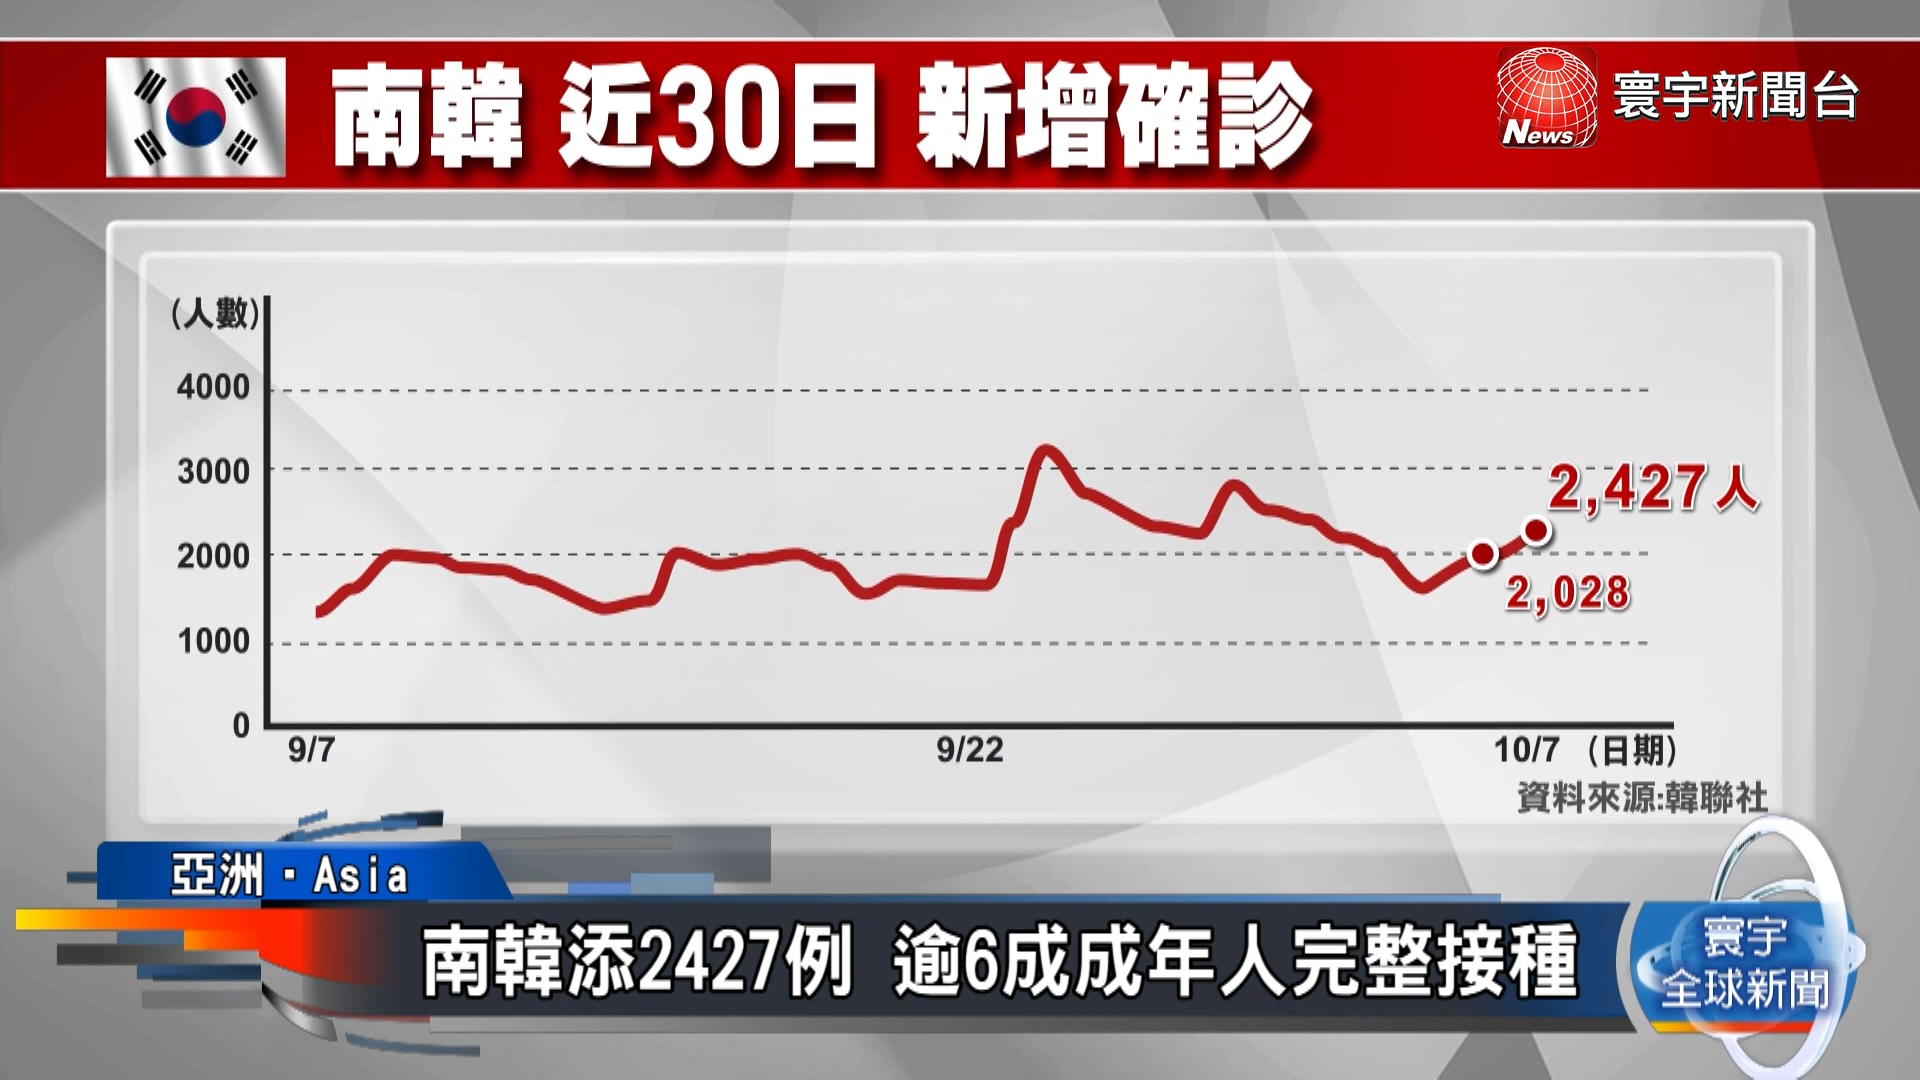 南韓 近30日 新增確診
News
寰宇新聞台
(人數)
4000
3000
2000
1000
0
2,427人
2,028
9/7
9/22
10/7
(日期)
資料來源:韓聯社
亞洲・Asia
南韓添2427例 逾6成成年人完整接種
寰宇
全球新聞